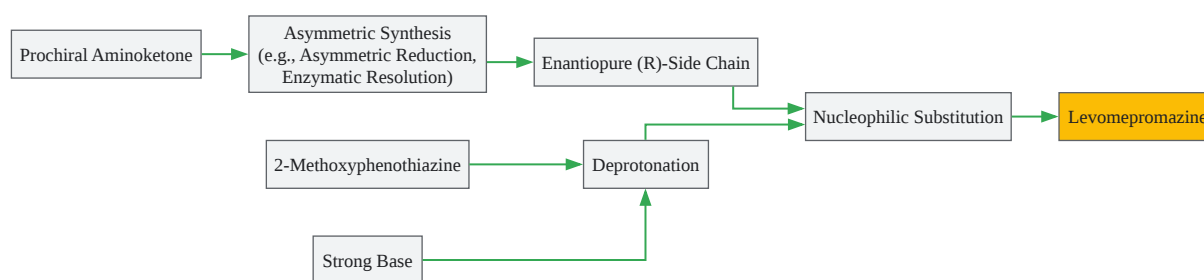 Prochiral Aminoketone
Asymmetric Synthesis
(e.g., Asymmetric Reduction,
Enzymatic Resolution)
Enantiopure (R)-Side Chain
Nucleophilic Substitution
Levomepromazine
2-Methoxyphenothiazine
Deprotonation
Strong Base